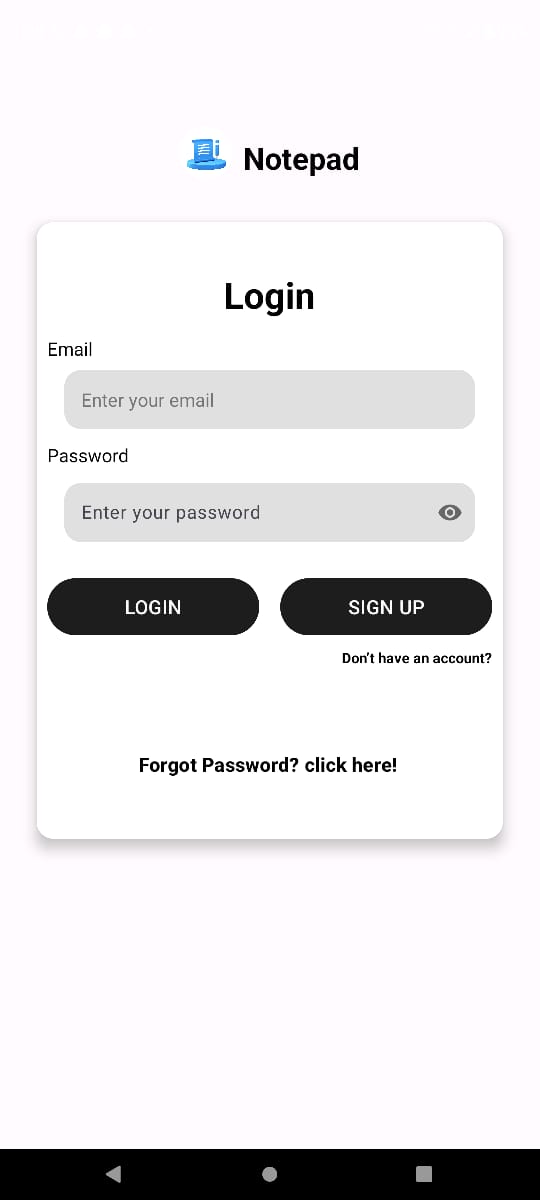 Notepad
Login
Email
Enter your email
Password
Enter your password
LOGIN
SIGN UP
Don't have an account?
Forgot Password? click here!